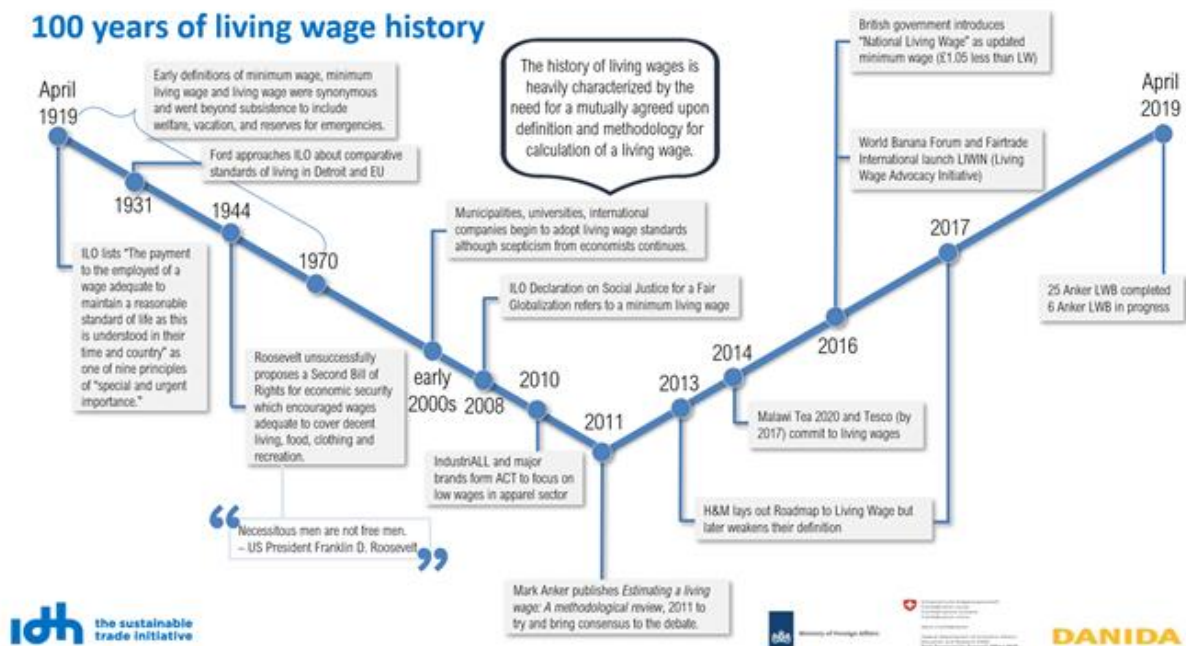 100 years of living wage history
April
1919
Early definitions of minimum wage, minimum
living wage and living wage were synonymous
and went beyond subsistence to include
welfare, vacation, and reserves for emergencies.
Ford approaches ILO about comparative
standards of living in Detroit and EU
1931
1944
1970
ILO lists "The payment
to the employed of a
wage adequate to
maintain a reasonable
standard of life as this
is understood in their
time and country" as
one of nine principles
of "special and urgent
importance."
Roosevelt unsuccessfully
proposes a Second Bill of
Rights for economic security
which encouraged wages
adequate to cover decent
living, food, clothing and
recreation.
“Necessitous men are not free men.
– US President Franklin D. Roosevelt”
The history of living wages is
heavily characterized by the
need for a mutually agreed upon
definition and methodology for
calculation of a living wage.
Municipalities, universities, international
companies begin to adopt living wage standards
although scepticism from economists continues.
early
2000s
ILO Declaration on Social Justice for a Fair
Globalization refers to a minimum living wage
2008
2010
IndustriALL and major
brands form ACT to focus on
low wages in apparel sector
2011
Mark Anker publishes Estimating a living
wage: A methodological review, 2011 to
try and bring consensus to the debate.
2013
H&M lays out Roadmap to Living Wage but
later weakens their definition
2014
Malawi Tea 2020 and Tesco (by
2017) commit to living wages
2016
British government introduces
“National Living Wage” as updated
minimum wage (£1.05 less than LW)
World Banana Forum and Fairtrade
International launch LIWIN (Living
Wage Advocacy Initiative)
2017
April
2019
25 Anker LWB completed
6 Anker LWB in progress
idh the sustainable
trade initiative
Ministry of Foreign Affairs
DANIDA